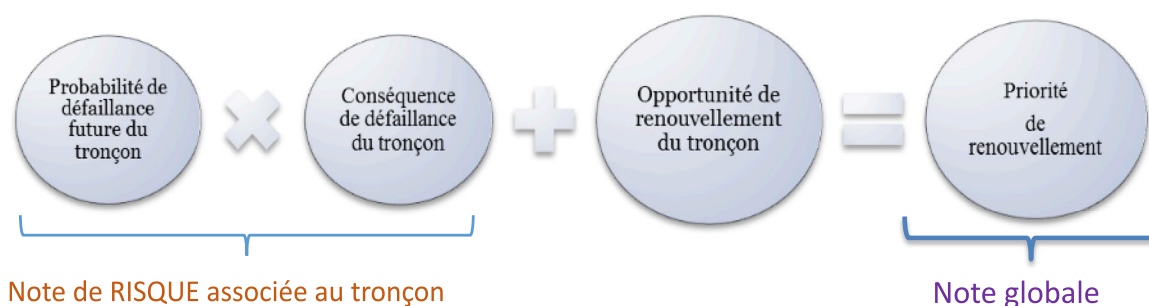 Probabilité de
défaillance
future du
tronçon
Conséquence
de défaillance
du tronçon
Opportunité de
renouvellement
du tronçon
Priorité
de
renouvellement
Note de RISQUE associée au tronçon
Note globale